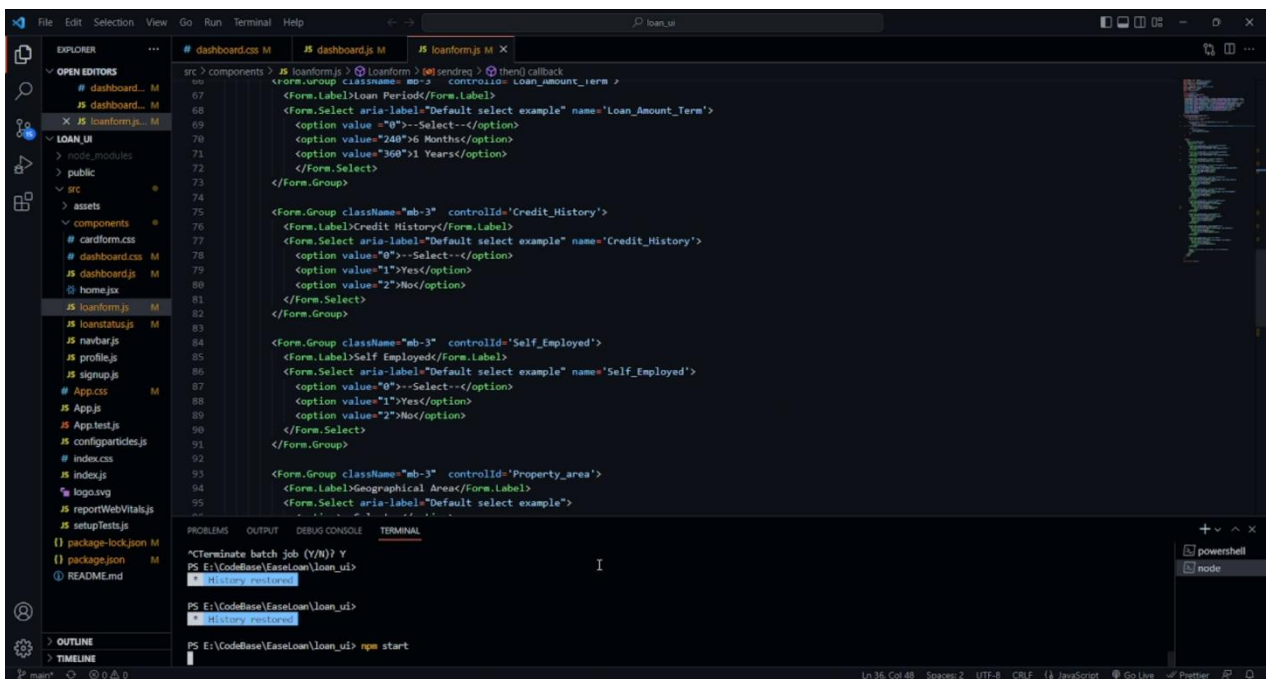 File Edit Selection View Go Run Terminal Help
loan_ui
EXPLORER
OPEN EDITORS
# dashboard... M
JS dashboard... M
JS loanform.js... M
LOAN_UI
node_modules
public
src
assets
components
# cardform.css
# dashboard.css M
JS dashboard.js M
home.jsx
JS loanform.js M
JS loanstatus.js M
JS navbar.js
JS profile.js
JS signup.js
# App.css M
JS App.js
JS App.test.js
JS configparticles.js
# index.css
JS index.js
logo.svg
JS reportWebVitals.js
JS setupTests.js
{} package-lock.json M
{} package.json M
README.md
OUTLINE
TIMELINE
# dashboard.css M JS dashboard.js M JS loanform.js M
src > components > JS loanform.js > Loanform > sendreq > then() callback
66 <Form.Group className="mb-3" controlId='Loan_Amount_Term'>
67 <Form.Label>Loan Period</Form.Label>
68 <Form.Select aria-label="Default select example" name='Loan_Amount_Term'>
69 <option value ="0">--Select--</option>
70 <option value="240">6 Months</option>
71 <option value="360">1 Years</option>
72 </Form.Select>
73 </Form.Group>
74
75 <Form.Group className="mb-3" controlId='Credit_History'>
76 <Form.Label>Credit History</Form.Label>
77 <Form.Select aria-label="Default select example" name='Credit_History'>
78 <option value="0">--Select--</option>
79 <option value="1">Yes</option>
80 <option value="2">No</option>
81 </Form.Select>
82 </Form.Group>
83
84 <Form.Group className="mb-3" controlId='Self_Employed'>
85 <Form.Label>Self Employed</Form.Label>
86 <Form.Select aria-label="Default select example" name='Self_Employed'>
87 <option value="0">--Select--</option>
88 <option value="1">Yes</option>
89 <option value="2">No</option>
90 </Form.Select>
91 </Form.Group>
92
93 <Form.Group className="mb-3" controlId='Property_area'>
94 <Form.Label>Geographical Area</Form.Label>
95 <Form.Select aria-label="Default select example">
PROBLEMS OUTPUT DEBUG CONSOLE TERMINAL
^CTerminate batch job (Y/N)? Y
PS E:\CodeBase\EaseLoan\loan_ui>
* History restored
PS E:\CodeBase\EaseLoan\loan_ui>
* History restored
PS E:\CodeBase\EaseLoan\loan_ui> npm start
powershell
node
main* 0 0 Ln 36, Col 48 Spaces: 2 UTF-8 CRLF {} JavaScript Go Live Prettier